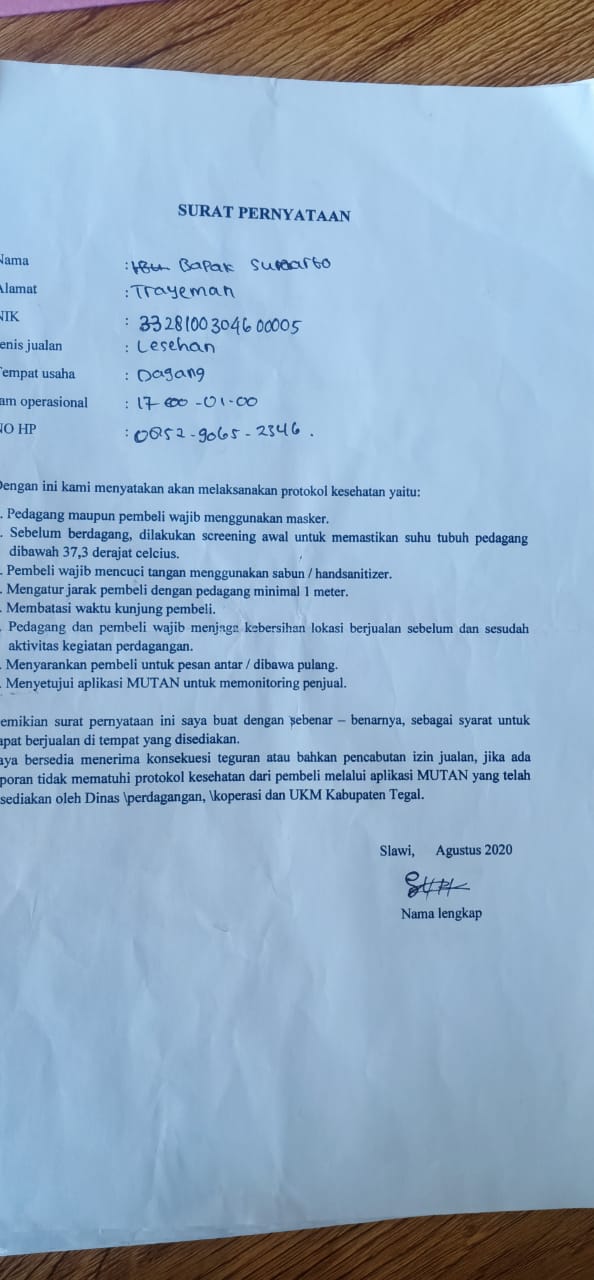 SURAT PERNYATAAN
Nama : Bapak Sunarto
Alamat : Trayeman
NIK : 3328100304600005
enis jualan : Lesehan
Tempat usaha : Dagang
am operasional : 17-00-01-00
NO HP : 0852-9065-2346.
Dengan ini kami menyatakan akan melaksanakan protokol kesehatan yaitu:
. Pedagang maupun pembeli wajib menggunakan masker.
. Sebelum berdagang, dilakukan screening awal untuk memastikan suhu tubuh pedagang
dibawah 37,3 derajat celcius.
. Pembeli wajib mencuci tangan menggunakan sabun / handsanitizer.
. Mengatur jarak pembeli dengan pedagang minimal 1 meter.
. Membatasi waktu kunjung pembeli.
. Pedagang dan pembeli wajib menjaga kebersihan lokasi berjualan sebelum dan sesudah
aktivitas kegiatan perdagangan.
. Menyarankan pembeli untuk pesan antar / dibawa pulang.
. Menyetujui aplikasi MUTAN untuk memonitoring penjual.
emikian surat pernyataan ini saya buat dengan sebenar – benarnya, sebagai syarat untuk
apat berjualan di tempat yang disediakan.
aya bersedia menerima konsekuesi teguran atau bahkan pencabutan izin jualan, jika ada
poran tidak mematuhi protokol kesehatan dari pembeli melalui aplikasi MUTAN yang telah
sediakan oleh Dinas \perdagangan, \koperasi dan UKM Kabupaten Tegal.
Slawi, Agustus 2020
Nama lengkap